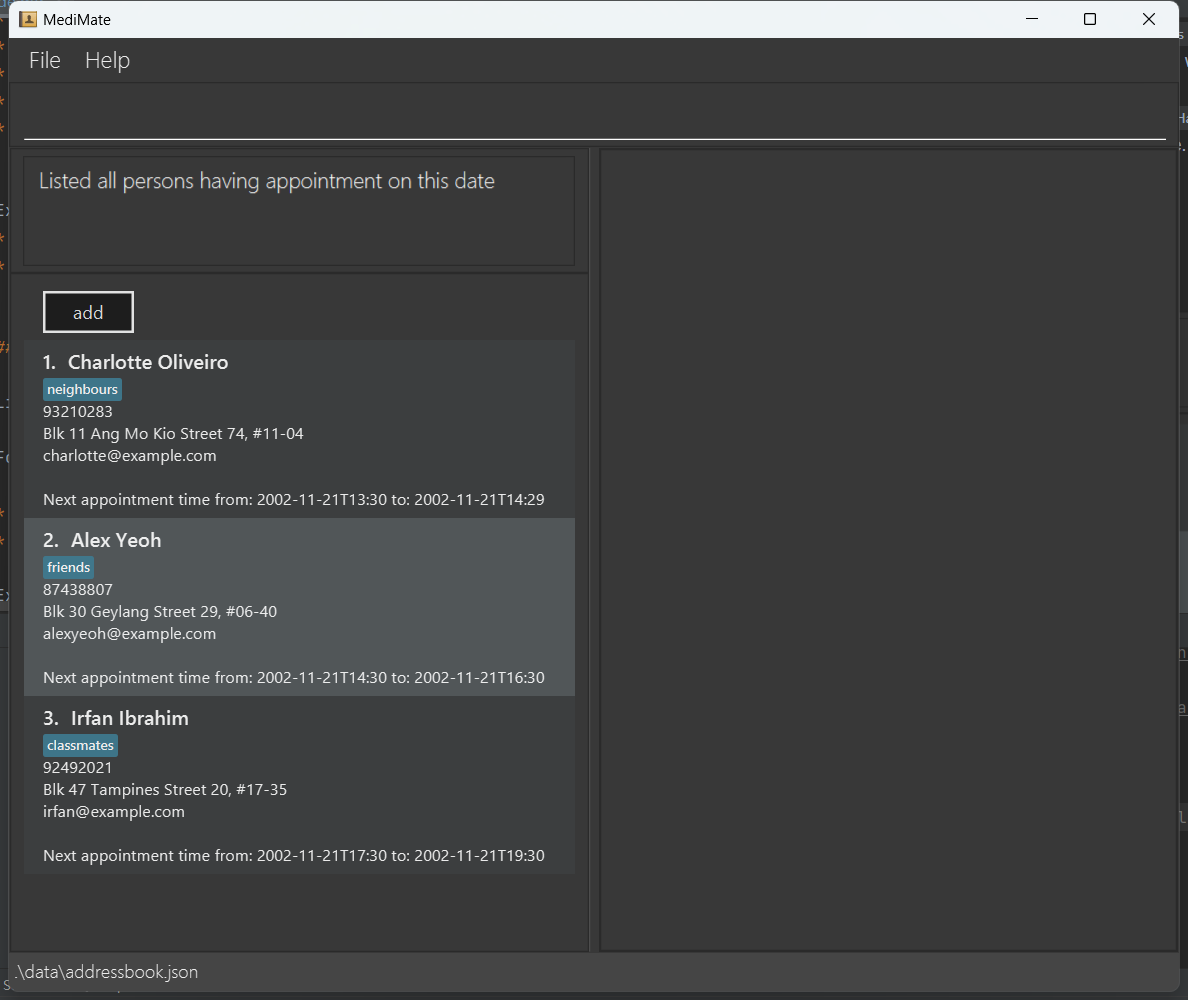 MediMate
File Help
Listed all persons having appointment on this date
add
1. Charlotte Oliveiro
neighbours
93210283
Blk 11 Ang Mo Kio Street 74, #11-04
charlotte@example.com
Next appointment time from: 2002-11-21T13:30 to: 2002-11-21T14:29
2. Alex Yeoh
friends
87438807
Blk 30 Geylang Street 29, #06-40
alexyeoh@example.com
Next appointment time from: 2002-11-21T14:30 to: 2002-11-21T16:30
3. Irfan Ibrahim
classmates
92492021
Blk 47 Tampines Street 20, #17-35
irfan@example.com
Next appointment time from: 2002-11-21T17:30 to: 2002-11-21T19:30
.\data\addressbook.json